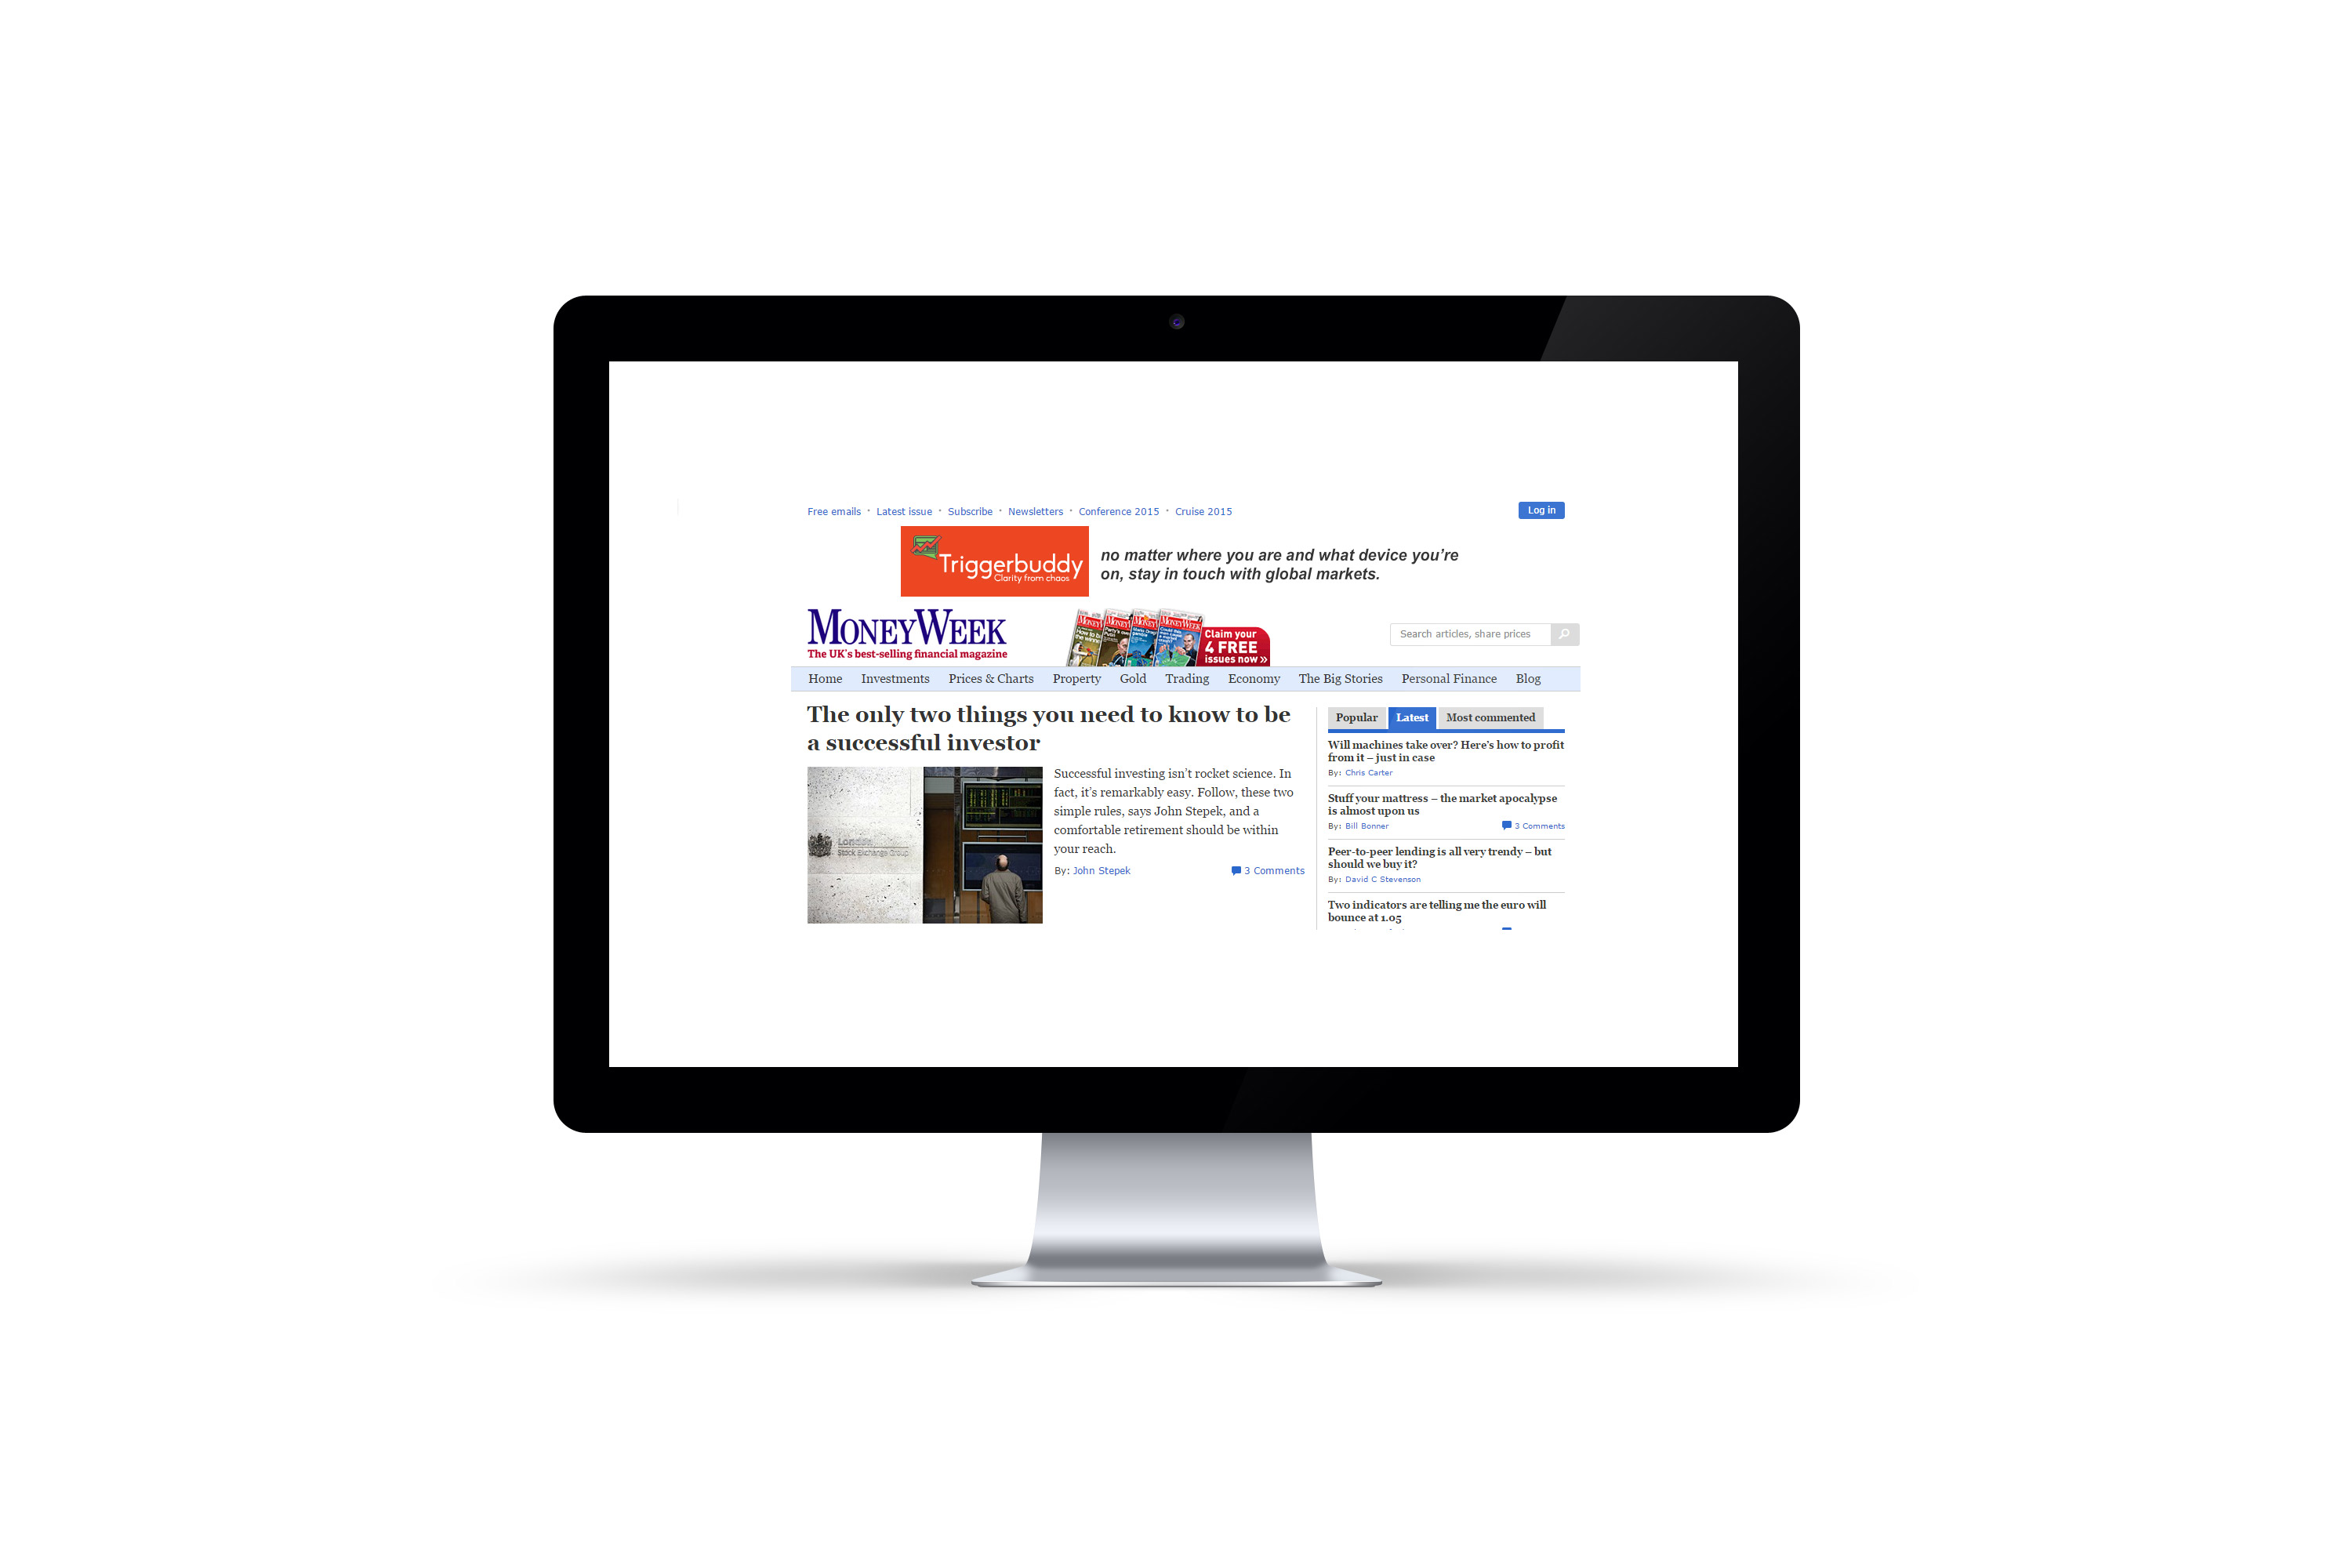 Free emails • Latest issue • Subscribe • Newsletters • Conference 2015 • Cruise 2015
Log in
Triggerbuddy
Clarity from chaos
no matter where you are and what device you're
on, stay in touch with global markets.
MONEYWEEK
The UK's best-selling financial magazine
Claim your
4 FREE
issues now »
Search articles, share prices
Home Investments Prices & Charts Property Gold Trading Economy The Big Stories Personal Finance Blog
The only two things you need to know to be
a successful investor
London
Stock Exchange Group
Successful investing isn't rocket science. In
fact, it's remarkably easy. Follow, these two
simple rules, says John Stepek, and a
comfortable retirement should be within
your reach.
By: John Stepek 3 Comments
Popular Latest Most commented
Will machines take over? Here's how to profit
from it – just in case
By: Chris Carter
Stuff your mattress – the market apocalypse
is almost upon us
By: Bill Bonner 3 Comments
Peer-to-peer lending is all very trendy – but
should we buy it?
By: David C Stevenson
Two indicators are telling me the euro will
bounce at 1.05